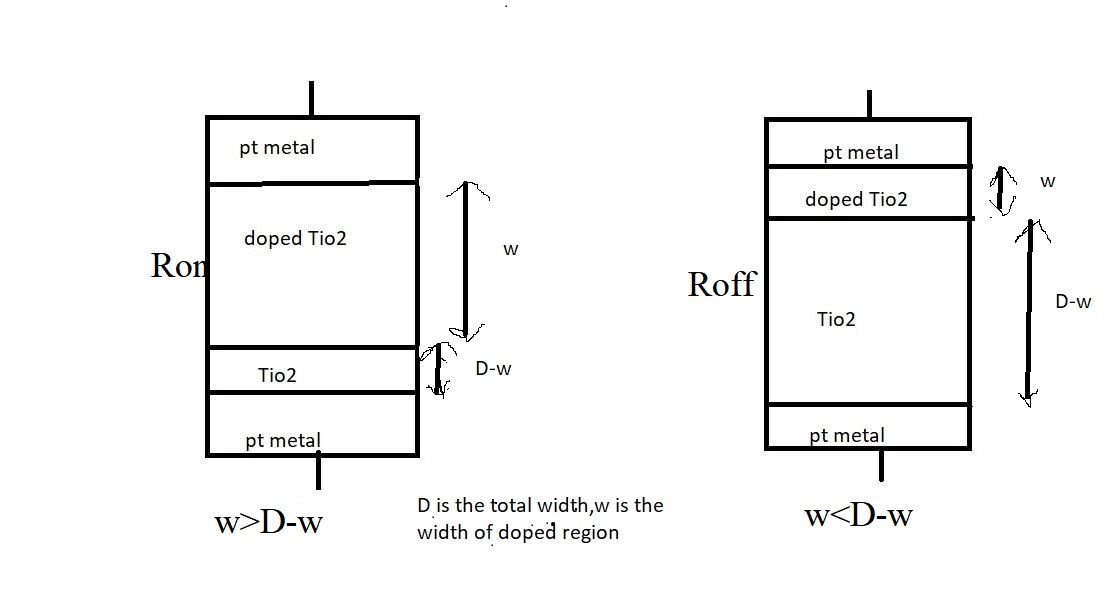 pt metal
doped Tio2
Ron
w
Tio2
D-w
pt metal
w>D-w
D is the total width,w is the
width of doped region
pt metal
w
doped Tio2
Roff
D-w
Tio2
pt metal
w<D-w